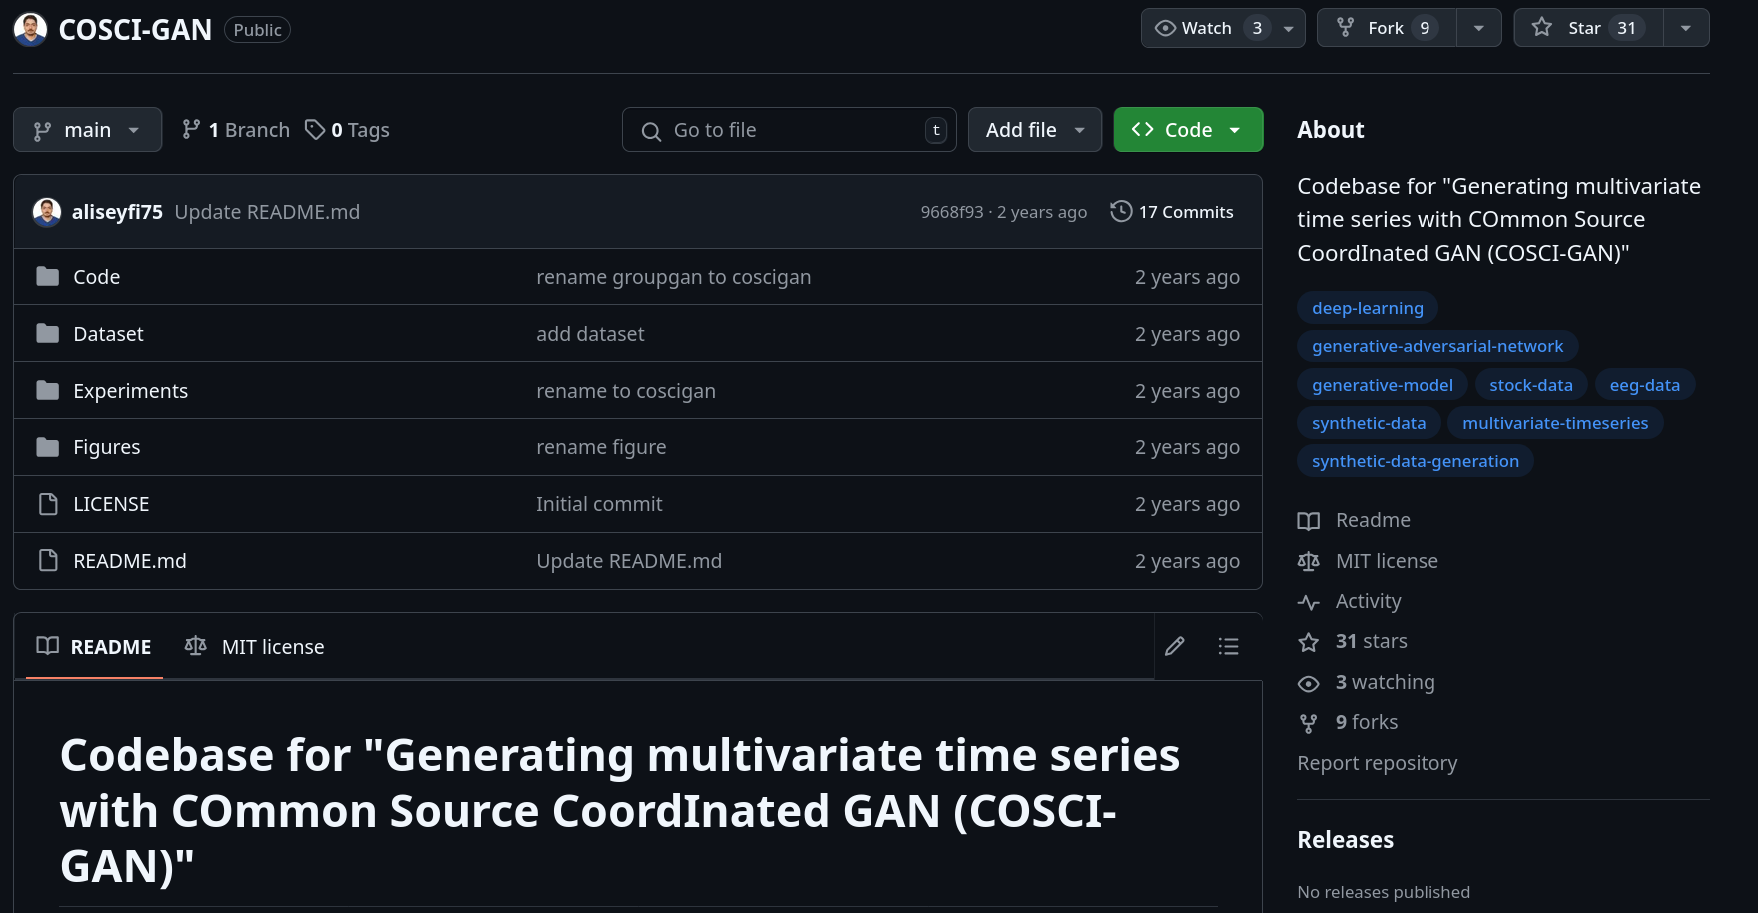 COSCI-GAN Public Watch 3 Fork 9 Star 31
main 1 Branch 0 Tags Go to file t Add file Code
aliseyfi75 Update README.md 9668f93 · 2 years ago 17 Commits
Code rename groupgan to coscigan 2 years ago
Dataset add dataset 2 years ago
Experiments rename to coscigan 2 years ago
Figures rename figure 2 years ago
LICENSE Initial commit 2 years ago
README.md Update README.md 2 years ago
README MIT license
Codebase for "Generating multivariate time series
with COmmon Source CoordInated GAN (COSCI-
GAN)"
About
Codebase for "Generating multivariate
time series with COmmon Source
CoordInated GAN (COSCI-GAN)"
deep-learning
generative-adversarial-network
generative-model stock-data eeg-data
synthetic-data multivariate-timeseries
synthetic-data-generation
Readme
MIT license
Activity
31 stars
3 watching
9 forks
Report repository
Releases
No releases published